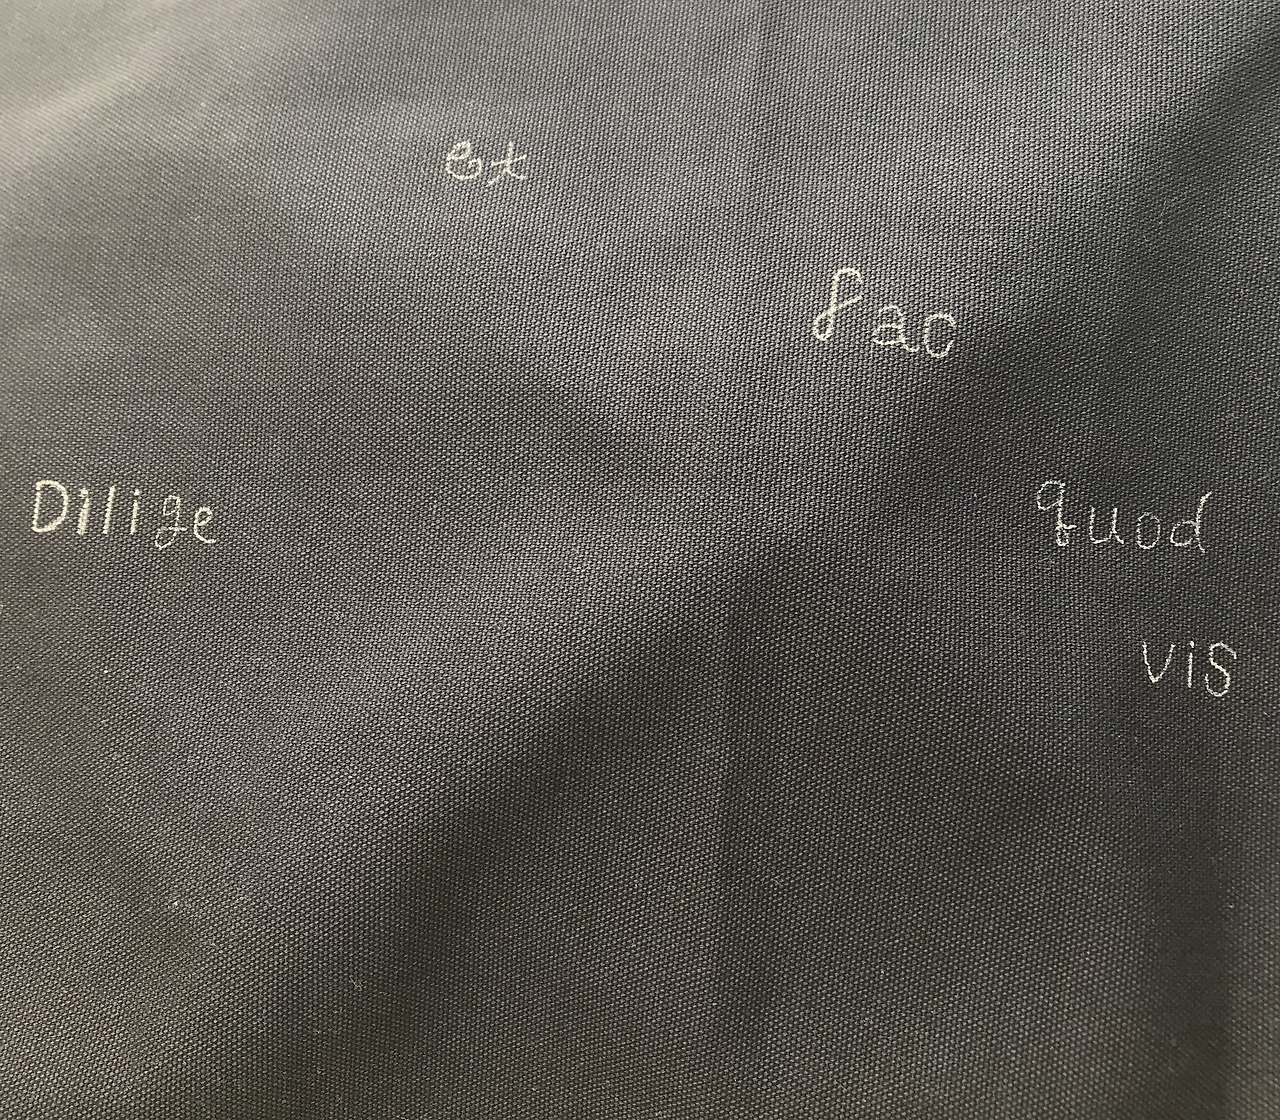 Dilige
et
fac
quod
vis